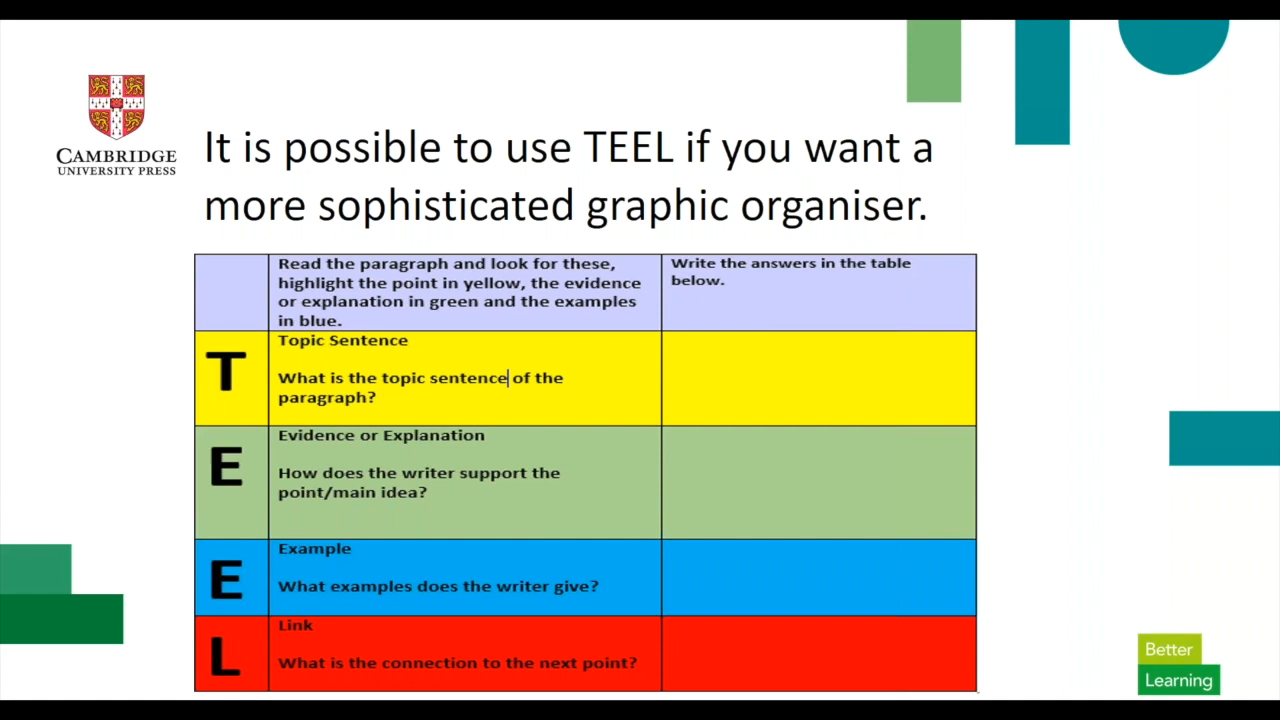 CAMBRIDGE
UNIVERSITY PRESS
It is possible to use TEEL if you want a
more sophisticated graphic organiser.
Read the paragraph and look for these,
highlight the point in yellow, the evidence
or explanation in green and the examples
in blue.
Write the answers in the table
below.
T
Topic Sentence
What is the topic sentence of the
paragraph?
E
Evidence or Explanation
How does the writer support the
point/main idea?
E
Example
What examples does the writer give?
L
Link
What is the connection to the next point?
Better
Learning